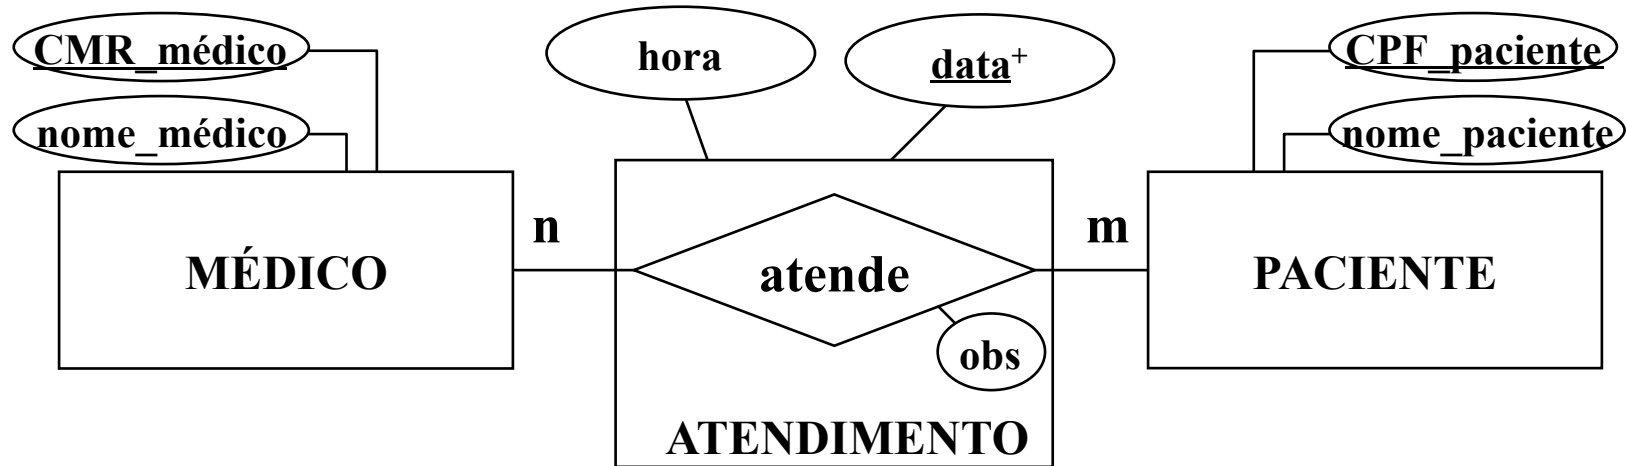 CMR_médico
hora
data+
CPF_paciente
nome_médico
nome_paciente
n
m
MÉDICO
atende
PACIENTE
obs
ATENDIMENTO